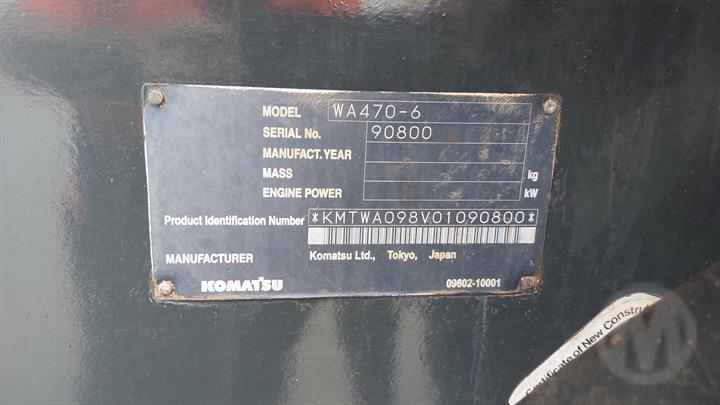 MODEL WA470-6
SERIAL No. 90800
MANUFACT. YEAR
MASS kg
ENGINE POWER kW
Product Identification Number *KMTWA098V01090800*
MANUFACTURER Komatsu Ltd., Tokyo, Japan
KOMATSU 09602-10001
Certificate of New Constru
M